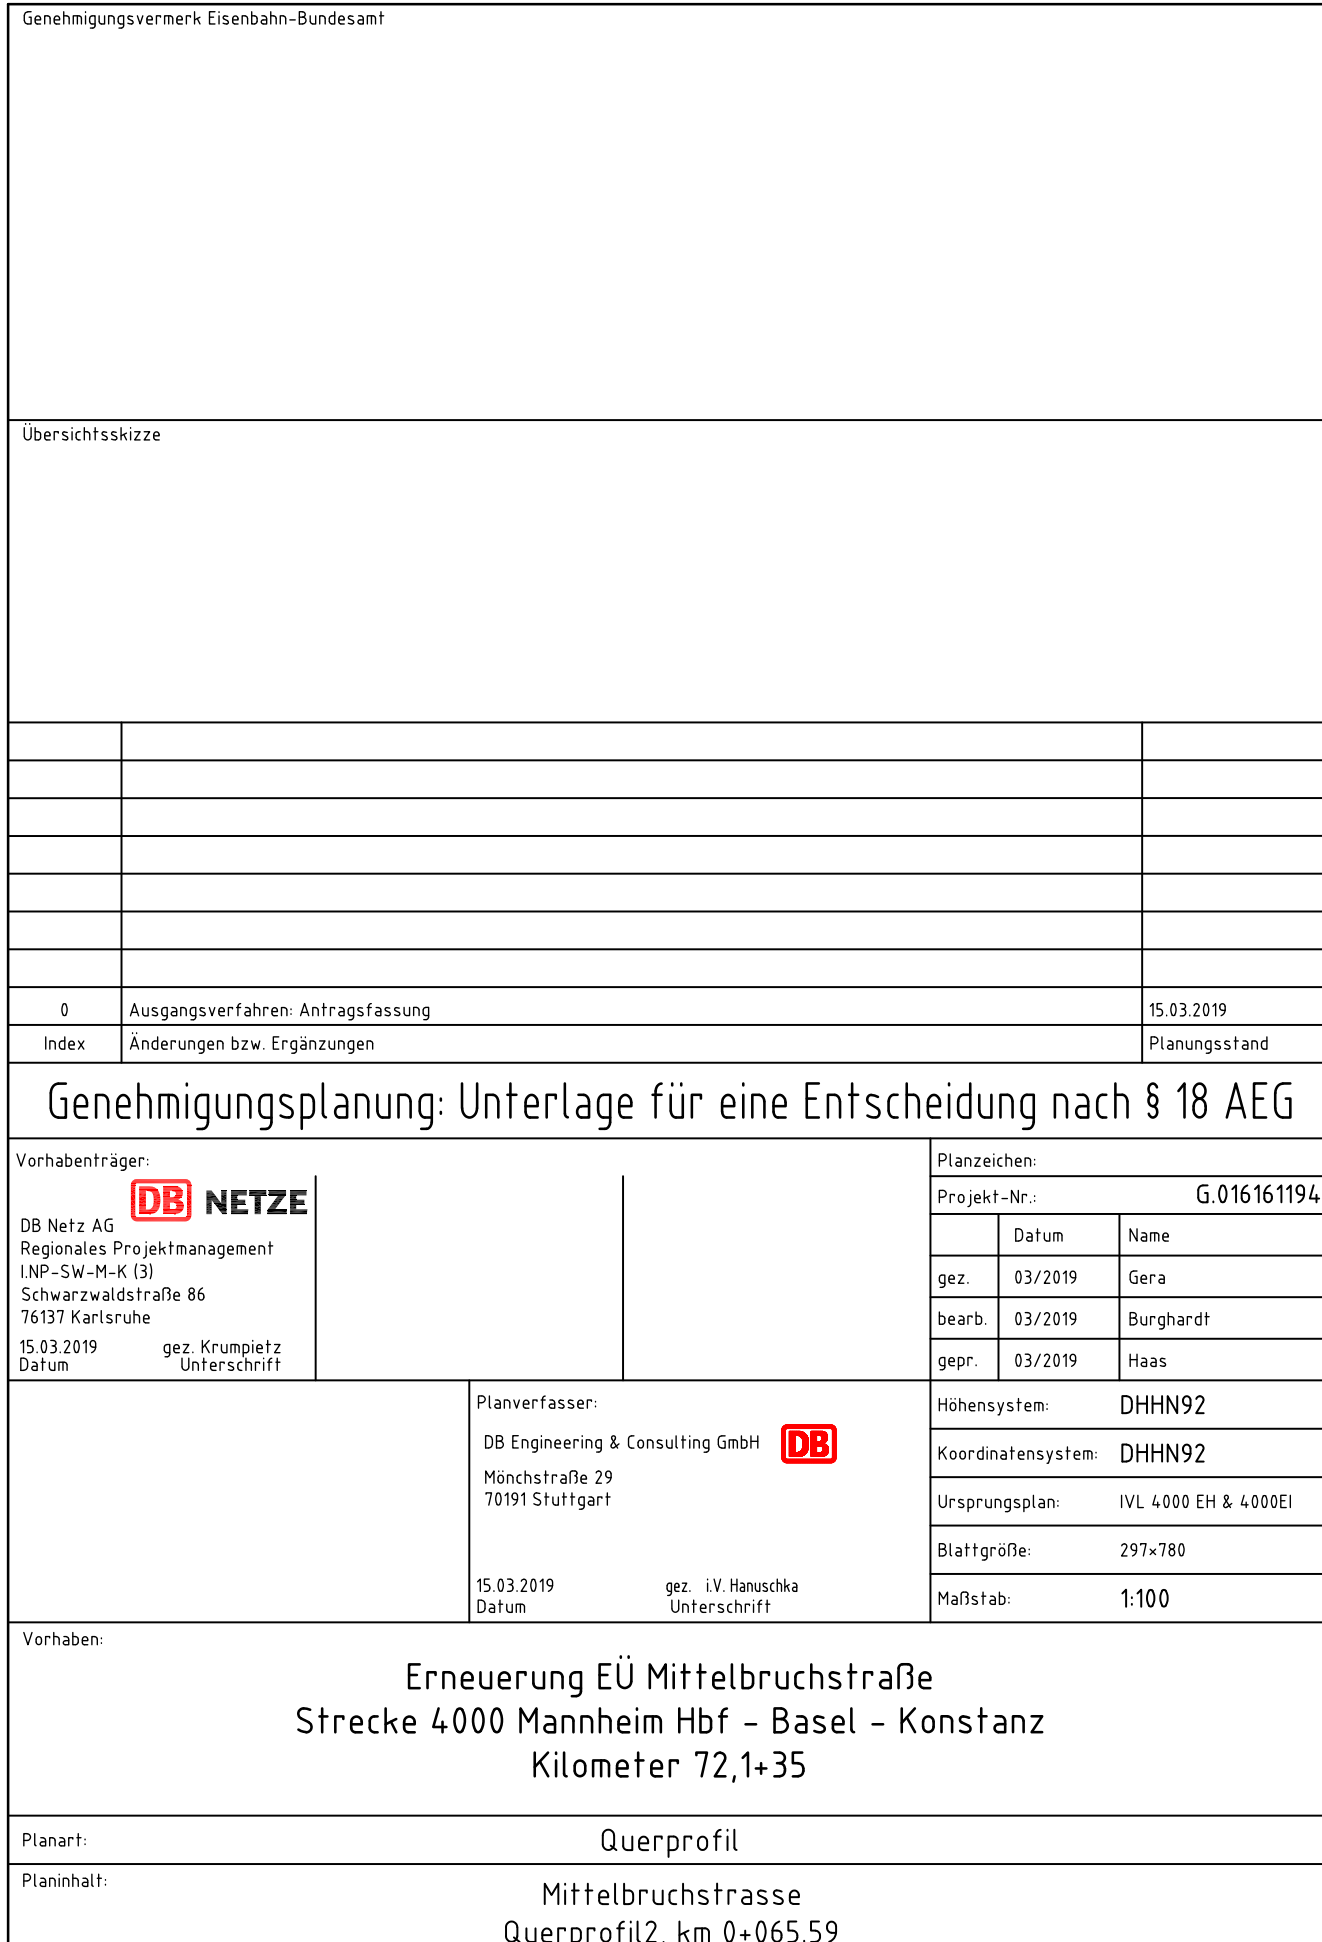 Genehmigungsvermerk Eisenbahn-Bundesamt
Übersichtsskizze
0 Ausgangsverfahren: Antragsfassung 15.03.2019
Index Änderungen bzw. Ergänzungen Planungsstand
Genehmigungsplanung: Unterlage für eine Entscheidung nach § 18 AEG
Vorhabenträger:
DB NETZE
DB Netz AG
Regionales Projektmanagement
I.NP-SW-M-K (3)
Schwarzwaldstraße 86
76137 Karlsruhe
15.03.2019 gez. Krumpietz
Datum Unterschrift
Planzeichen:
Projekt-Nr.: G.016161194
Datum Name
gez. 03/2019 Gera
bearb. 03/2019 Burghardt
gepr. 03/2019 Haas
Planverfasser:
DB Engineering & Consulting GmbH DB
Mönchstraße 29
70191 Stuttgart
15.03.2019 gez. i.V. Hanuschka
Datum Unterschrift
Höhensystem: DHHN92
Koordinatensystem: DHHN92
Ursprungsplan: IVL 4000 EH & 4000EI
Blattgröße: 297×780
Maßstab: 1:100
Vorhaben:
Erneuerung EÜ Mittelbruchstraße
Strecke 4000 Mannheim Hbf - Basel - Konstanz
Kilometer 72,1+35
Planart: Querprofil
Planinhalt:
Mittelbruchstrasse
Querprofil2, km 0+065.59